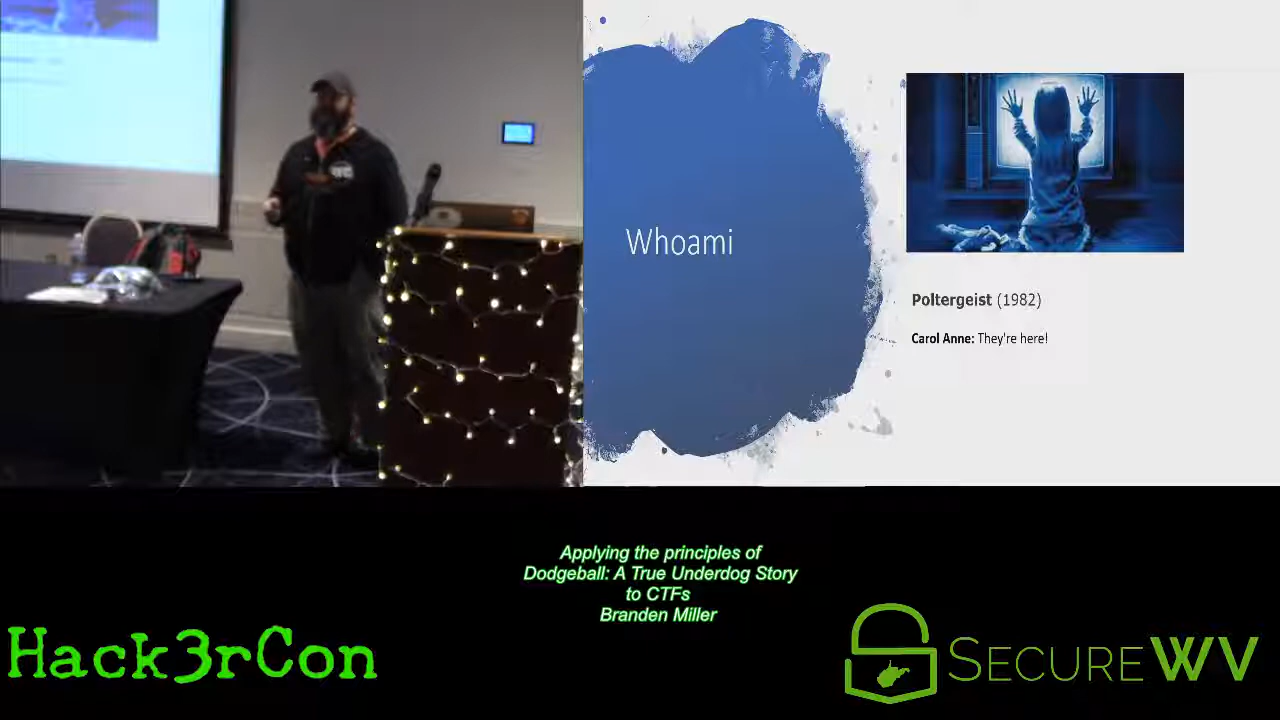 Whoami
Poltergeist (1982)
Carol Anne: They're here!
Applying the principles of
Dodgeball: A True Underdog Story
to CTFs
Branden Miller
Hack3rCon
SECUREWV